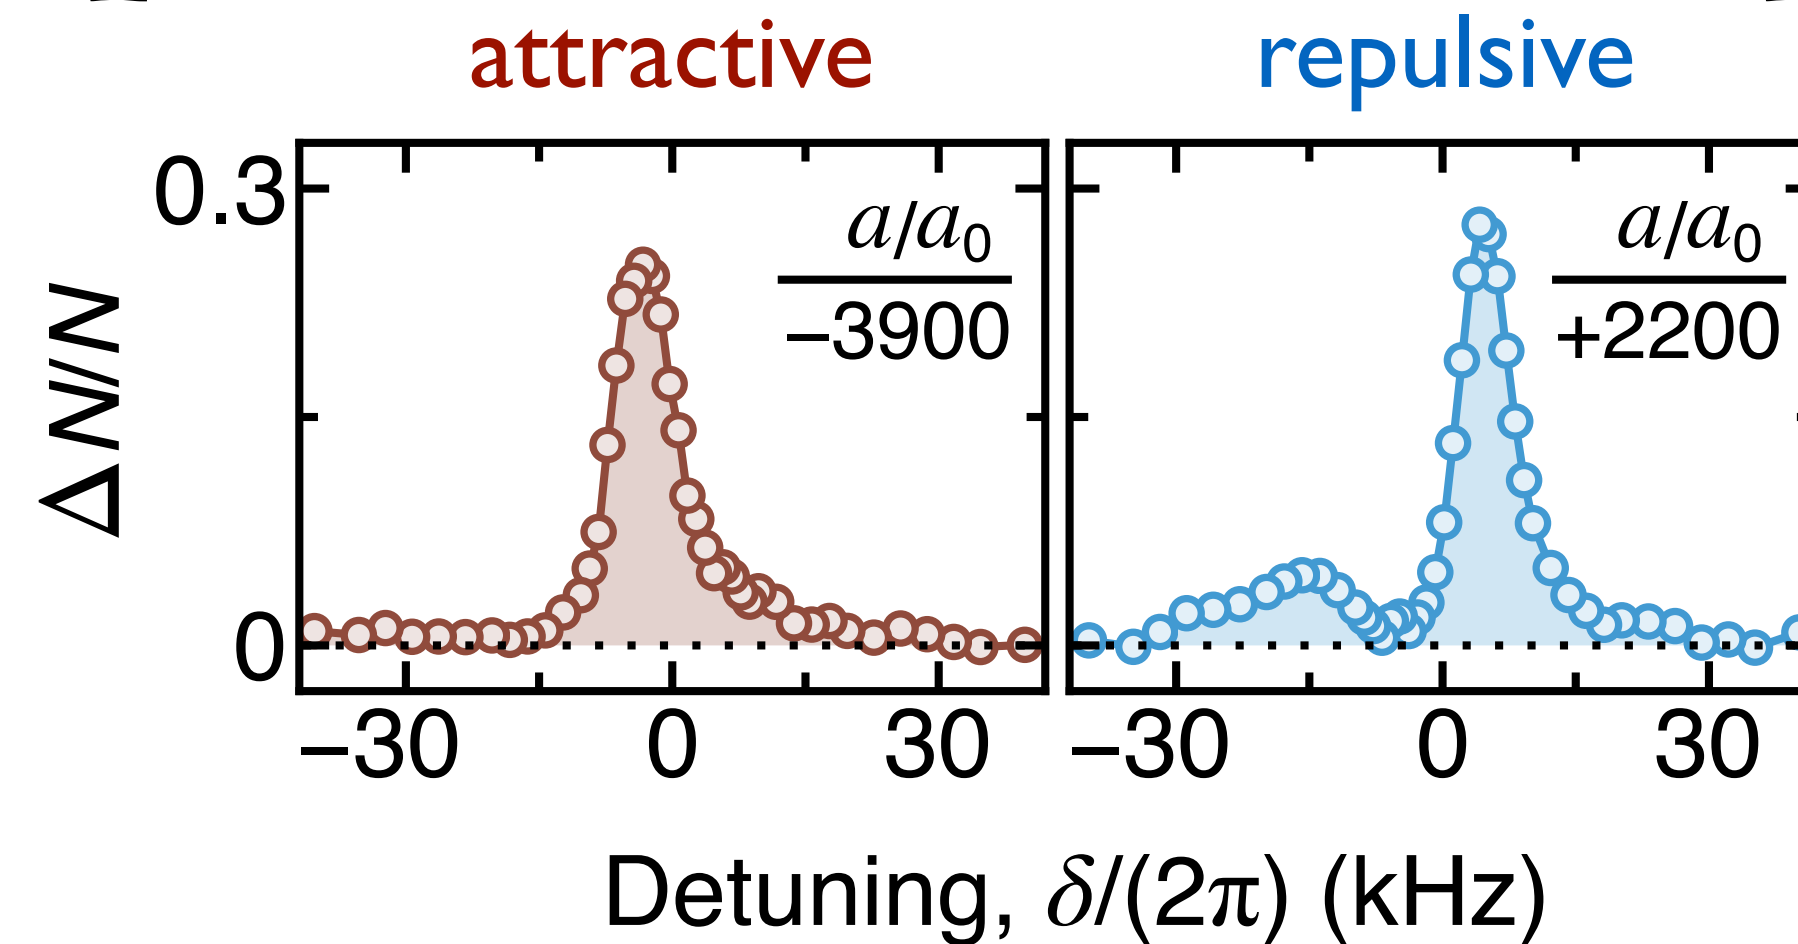 attractive
repulsive
0.3
0
ΔN/N
a/a₀
−3900
a/a₀
+2200
−30 0 30
−30 0 30
Detuning, δ/(2π) (kHz)